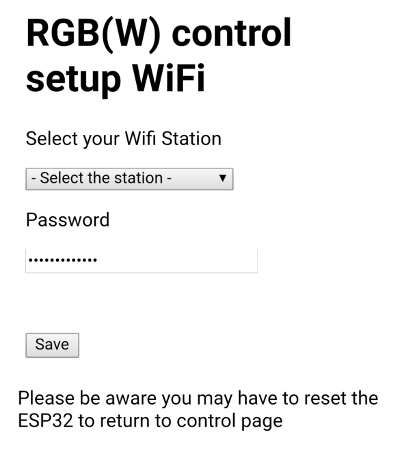 RGB(W) control
setup WiFi
Select your Wifi Station
- Select the station -
Password
•••••••••••••
Save
Please be aware you may have to reset the
ESP32 to return to control page